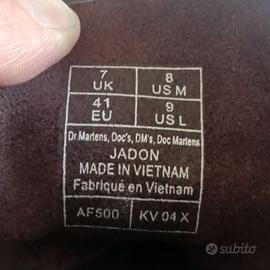 7 UK 8 US M
41 EU 9 US L
Dr.Martens, Doc's, DM's, Doc Martens
JADON
MADE IN VIETNAM
Fabriqué en Vietnam
AF500 KV 04 X
subito